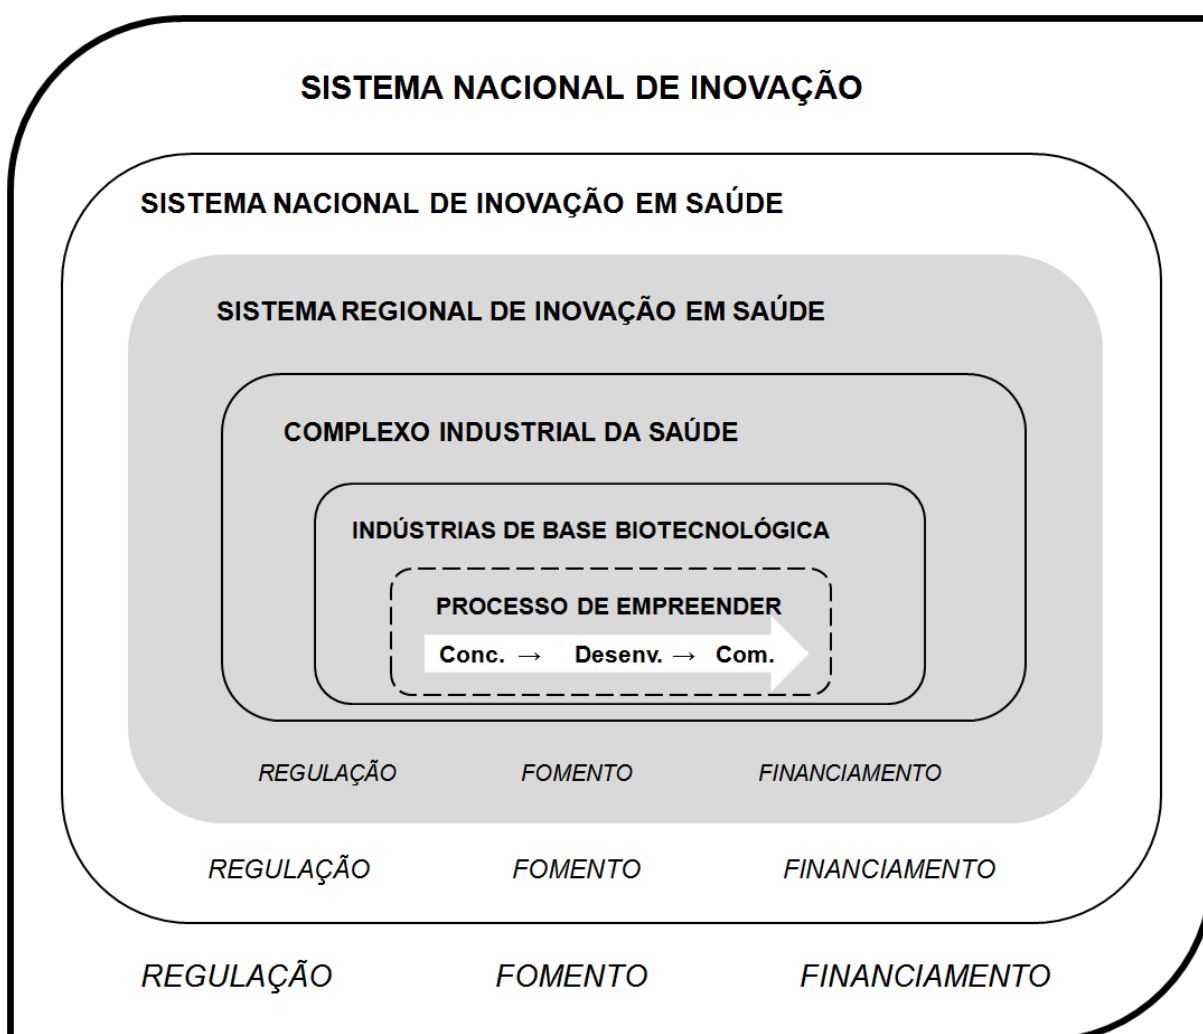 SISTEMA NACIONAL DE INOVAÇÃO
SISTEMA NACIONAL DE INOVAÇÃO EM SAÚDE
SISTEMA REGIONAL DE INOVAÇÃO EM SAÚDE
COMPLEXO INDUSTRIAL DA SAÚDE
INDÚSTRIAS DE BASE BIOTECNOLÓGICA
PROCESSO DE EMPREENDER
Conc. → Desenv. → Com.
REGULAÇÃO FOMENTO FINANCIAMENTO
REGULAÇÃO FOMENTO FINANCIAMENTO
REGULAÇÃO FOMENTO FINANCIAMENTO